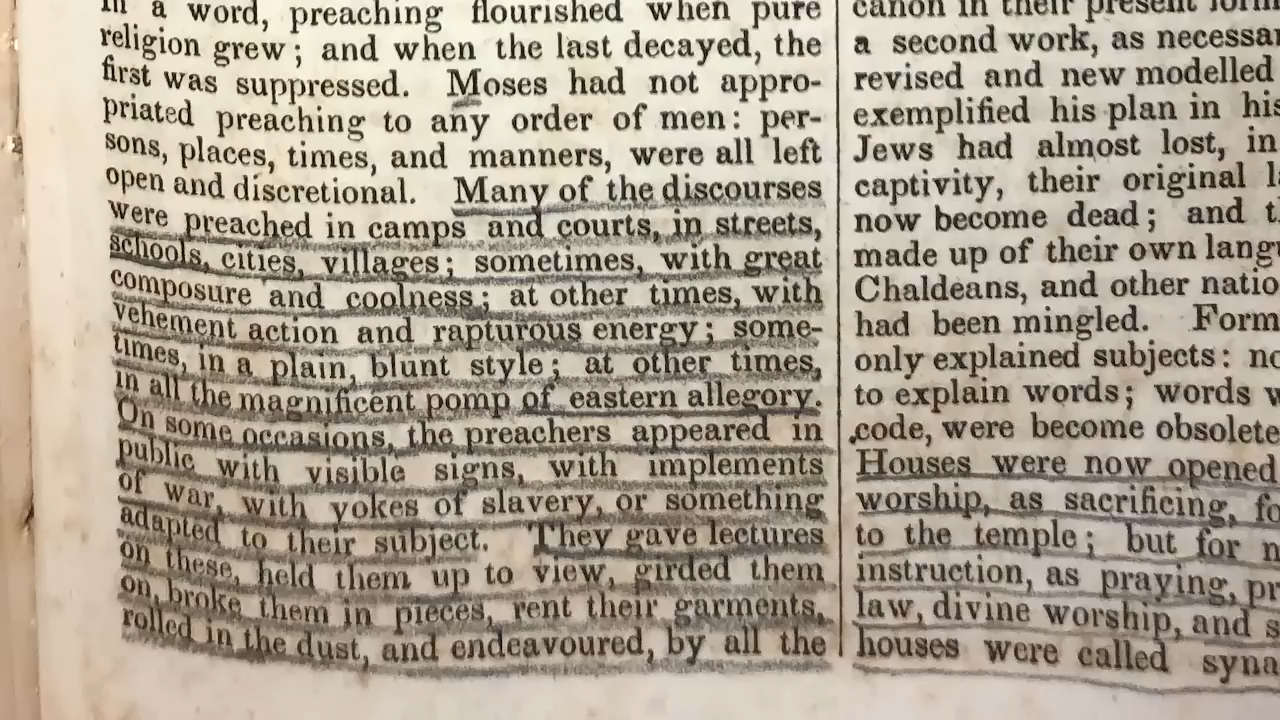 in a word, preaching flourished when pure
religion grew; and when the last decayed, the
first was suppressed. Moses had not appro-
priated preaching to any order of men: per-
sons, places, times, and manners, were all left
open and discretional. Many of the discourses
were preached in camps and courts, in streets,
schools, cities, villages; sometimes, with great
composure and coolness; at other times, with
vehement action and rapturous energy; some-
times, in a plain, blunt style; at other times,
in all the magnificent pomp of eastern allegory.
On some occasions, the preachers appeared in
public with visible signs, with implements
of war, with yokes of slavery, or something
adapted to their subject. They gave lectures
on these, held them up to view, girded them
on, broke them in pieces, rent their garments,
rolled in the dust, and endeavoured, by all the
canon in their present
a second work, as
revised and new modelled
exemplified his plan in his
Jews had almost lost, in
captivity, their original
now become dead; and
made up of their own
Chaldeans, and other
had been mingled. Form
only explained subjects:
to explain words; words
code, were become obsolete
Houses were now opened
worship, as sacrificing,
to the temple; but for
instruction, as praying,
law, divine worship, and
houses were called